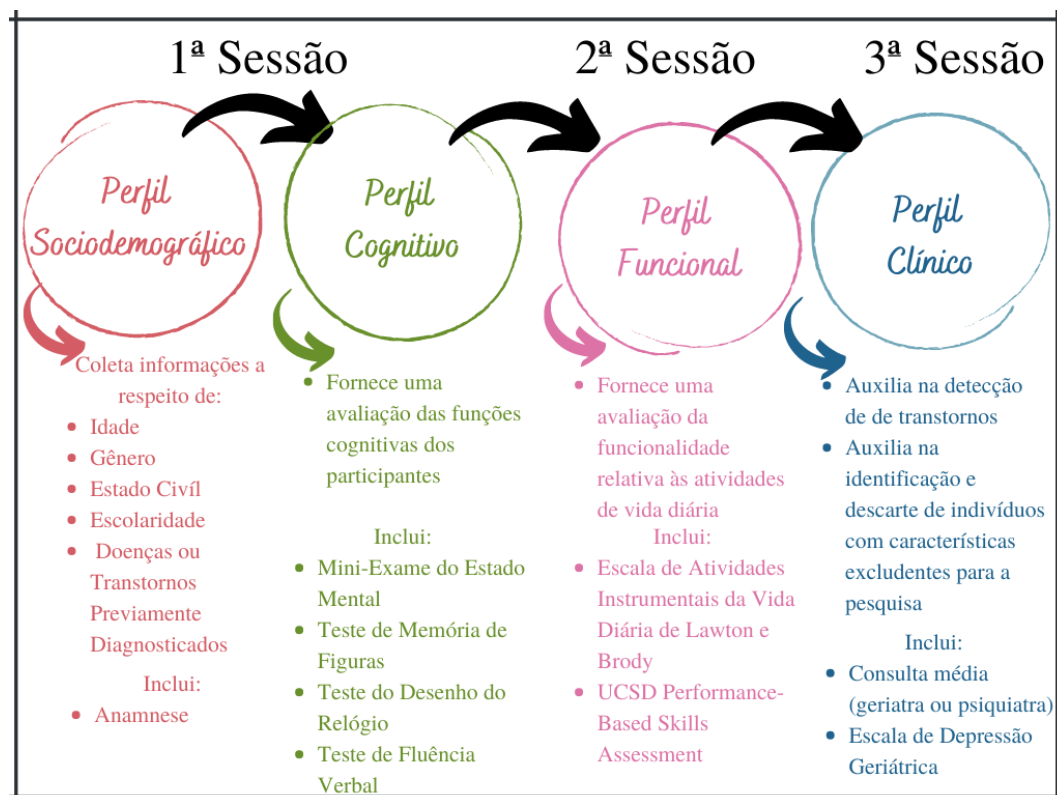 1ª Sessão
2ª Sessão
3ª Sessão
Perfil
Sociodemográfico
Coleta informações a
respeito de:
• Idade
• Gênero
• Estado Civíl
• Escolaridade
• Doenças ou
Transtornos
Previamente
Diagnosticados
Inclui:
• Anamnese
Perfil
Cognitivo
• Fornece uma
avaliação das funções
cognitivas dos
participantes
Inclui:
• Mini-Exame do Estado
Mental
• Teste de Memória de
Figuras
• Teste do Desenho do
Relógio
• Teste de Fluência
Verbal
Perfil
Funcional
• Fornece uma
avaliação da
funcionalidade
relativa às atividades
de vida diária
Inclui:
• Escala de Atividades
Instrumentais da Vida
Diária de Lawton e
Brody
• UCSD Performance-
Based Skills
Assessment
Perfil
Clínico
• Auxilia na detecção
de de transtornos
• Auxilia na
identificação e
descarte de indivíduos
com características
excludentes para a
pesquisa
Inclui:
• Consulta média
(geriatra ou psiquiatra)
• Escala de Depressão
Geriátrica